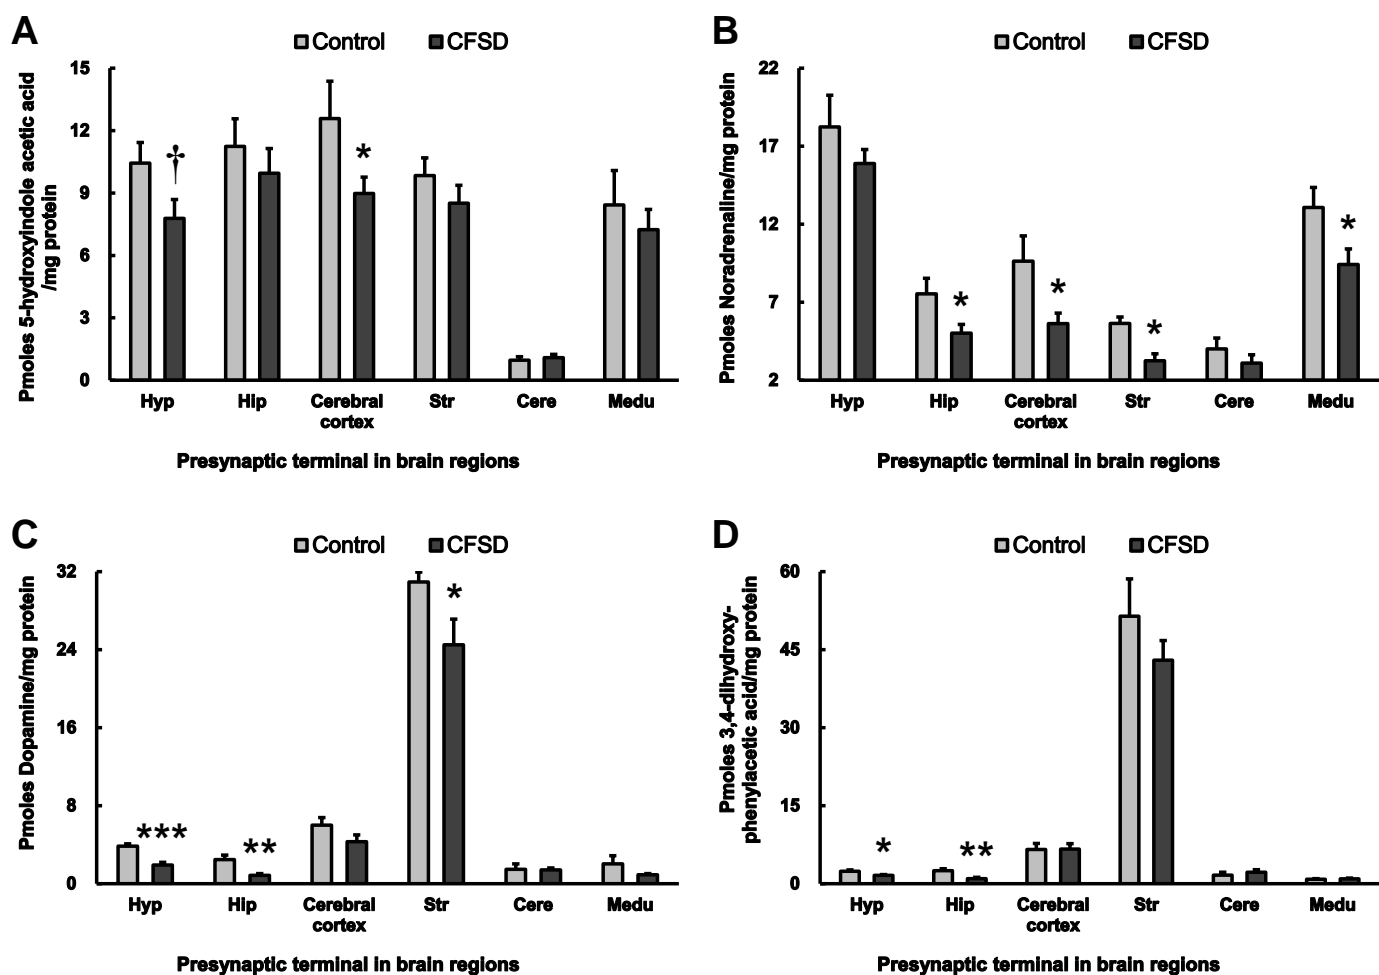 A
Control CFSD
Pmoles 5-hydroxyindole acetic acid
/mg protein
15
12
9
6
3
0
†
*
Hyp Hip Cerebral Str Cere Medu
cortex
Presynaptic terminal in brain regions
B
Control CFSD
Pmoles Noradrenaline/mg protein
22
17
12
7
2
* * * *
Hyp Hip Cerebral Str Cere Medu
cortex
Presynaptic terminal in brain regions
C
Control CFSD
Pmoles Dopamine/mg protein
32
24
16
8
0
*** ** *
Hyp Hip Cerebral Str Cere Medu
cortex
Presynaptic terminal in brain regions
D
Control CFSD
Pmoles 3,4-dihydroxy-
phenylacetic acid/mg protein
60
45
30
15
0
* **
Hyp Hip Cerebral Str Cere Medu
cortex
Presynaptic terminal in brain regions